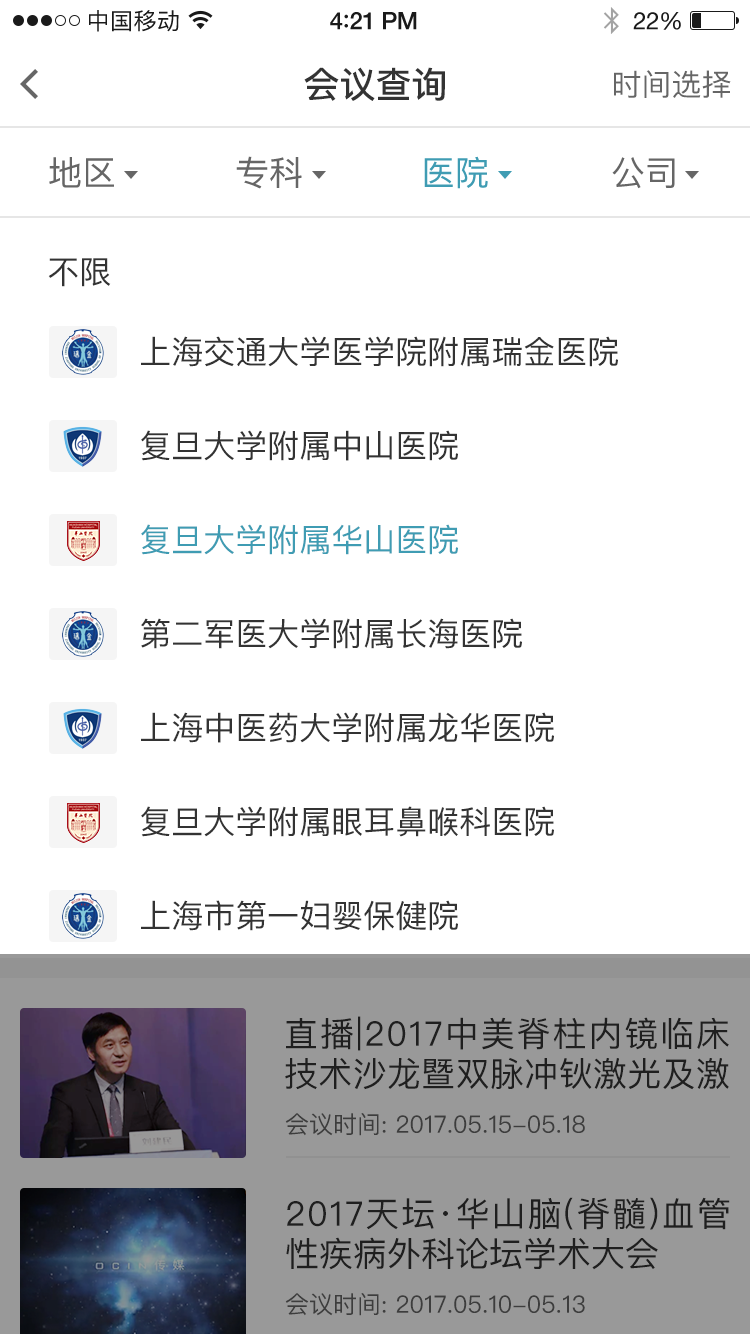 中国移动 4:21 PM 22%
会议查询 时间选择
地区 专科 医院 公司
不限
上海交通大学医学院附属瑞金医院
复旦大学附属中山医院
复旦大学附属华山医院
第二军医大学附属长海医院
上海中医药大学附属龙华医院
复旦大学附属眼耳鼻喉科医院
上海市第一妇婴保健院
直播|2017中美脊柱内镜临床
技术沙龙暨双脉冲钬激光及激
会议时间: 2017.05.15-05.18
2017天坛·华山脑(脊髓)血管
性疾病外科论坛学术大会
会议时间: 2017.05.10-05.13